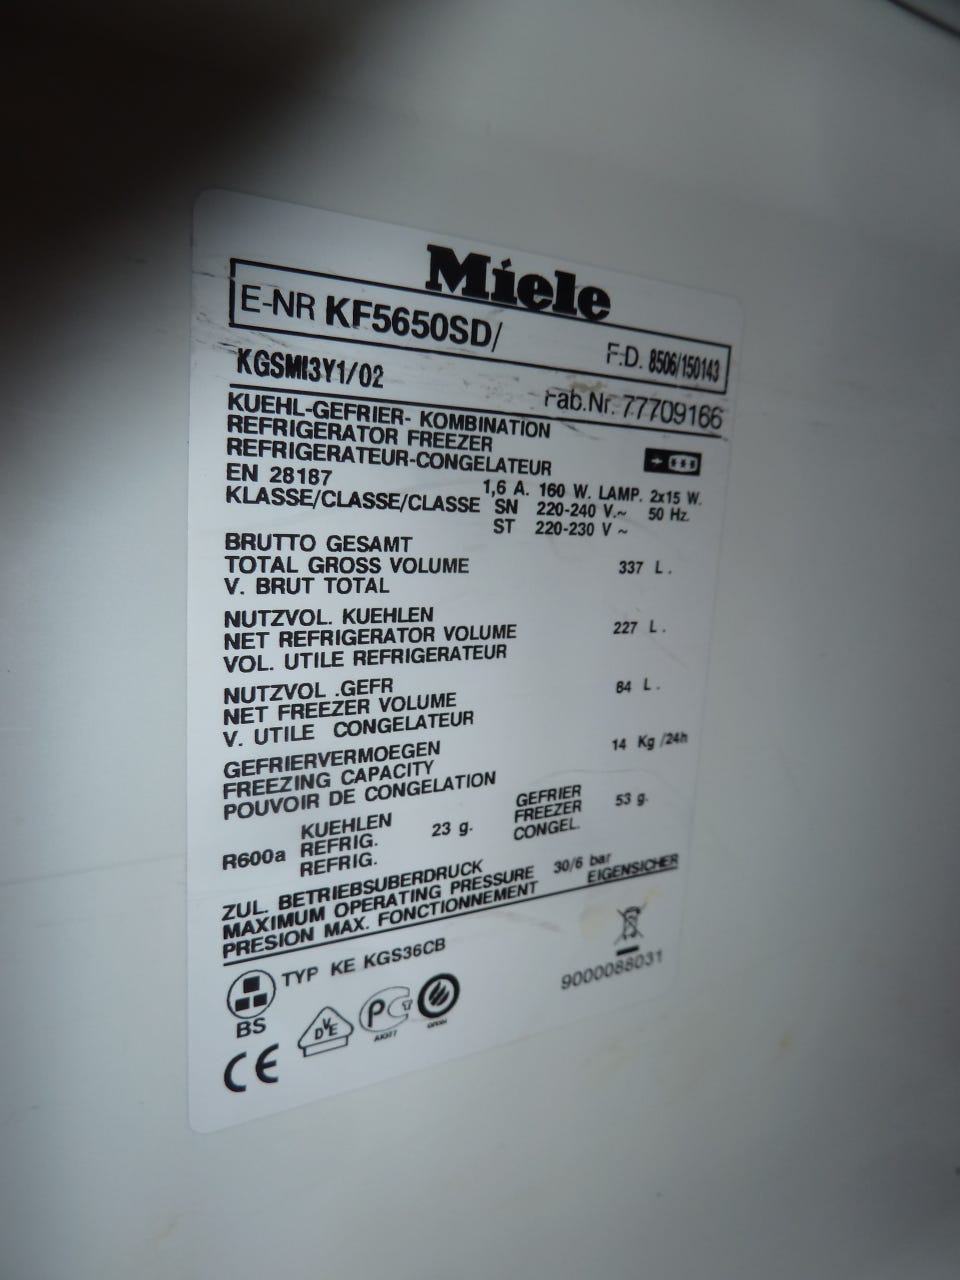 Miele
E-NR KF5650SD/ F.D. 8506/150143
KGSMI3Y1/02 Fab.Nr. 77709166
KUEHL-GEFRIER- KOMBINATION
REFRIGERATOR FREEZER
REFRIGERATEUR-CONGELATEUR
EN 28187 1,6 A. 160 W. LAMP. 2x15 W.
KLASSE/CLASSE/CLASSE SN 220-240 V.~ 50 Hz.
ST 220-230 V ~
BRUTTO GESAMT
TOTAL GROSS VOLUME 337 L.
V. BRUT TOTAL
NUTZVOL. KUEHLEN
NET REFRIGERATOR VOLUME 227 L.
VOL. UTILE REFRIGERATEUR
NUTZVOL .GEFR
NET FREEZER VOLUME 84 L.
V. UTILE CONGELATEUR
GEFRIERVERMOEGEN
FREEZING CAPACITY 14 Kg /24h
POUVOIR DE CONGELATION
KUEHLEN GEFRIER
R600a REFRIG. 23 g. FREEZER 53 g.
REFRIG. CONGEL.
ZUL. BETRIEBSUBERDRUCK
MAXIMUM OPERATING PRESSURE 30/6 bar
PRESION MAX. FONCTIONNEMENT EIGENSICHER
TYP KE KGS36CB
9000088031
BS
DVE
PC
CE